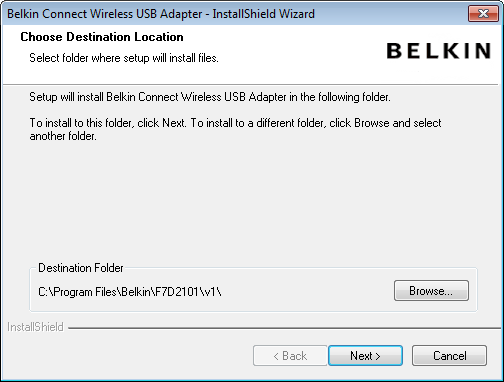 Belkin Connect Wireless USB Adapter - InstallShield Wizard
Choose Destination Location
Select folder where setup will install files.
BELKIN
Setup will install Belkin Connect Wireless USB Adapter in the following folder.
To install to this folder, click Next. To install to a different folder, click Browse and select
another folder.
Destination Folder
C:\Program Files\Belkin\F7D2101\v1\
Browse...
InstallShield
< Back
Next >
Cancel